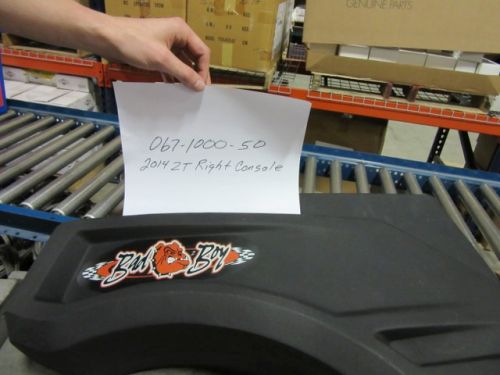 GENUINE PARTS
067-1000-50
2014 ZT Right Console
Bad Boy